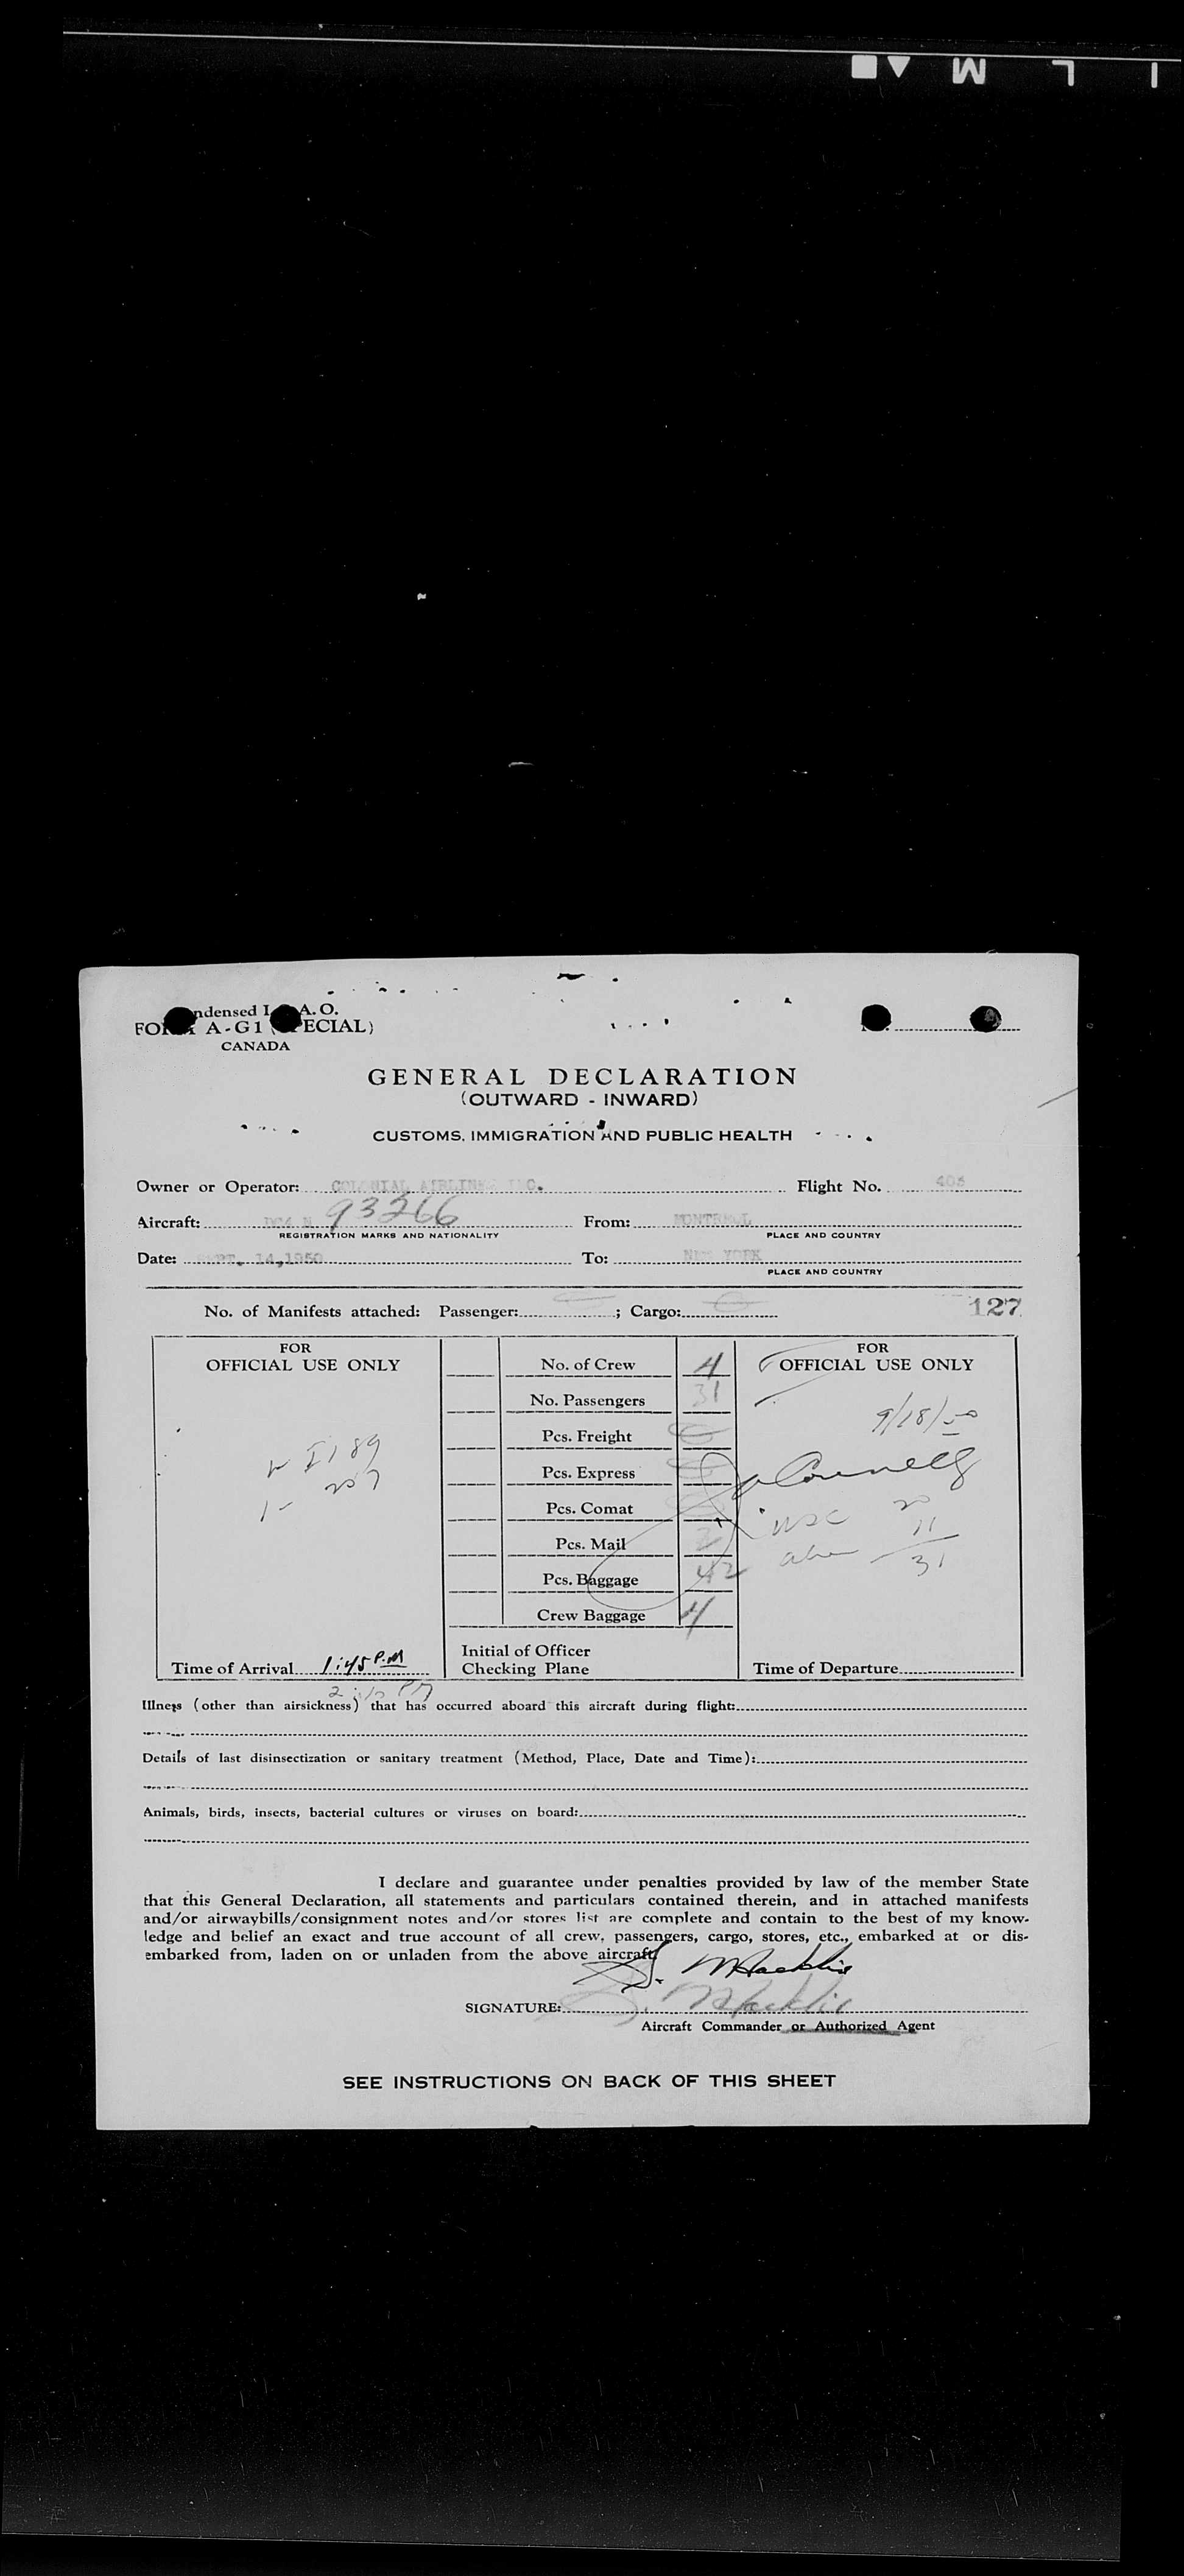 I L M
ndensed I A.O.
FO A-G1 ( PECIAL)
CANADA
GENERAL DECLARATION
(OUTWARD - INWARD)
CUSTOMS, IMMIGRATION AND PUBLIC HEALTH
Owner or Operator: COLONIAL AIRLINES INC. Flight No. 405
Aircraft: DC4 N 93266 From: MONTREAL
REGISTRATION MARKS AND NATIONALITY PLACE AND COUNTRY
Date: SEPT. 14,1950 To: NEW YORK
PLACE AND COUNTRY
No. of Manifests attached: Passenger: ; Cargo: 127
FOR OFFICIAL USE ONLY
No. of Crew 4
FOR OFFICIAL USE ONLY
No. Passengers 31
9/18/50
Pcs. Freight
189
Pcs. Express
207
Pcs. Comat
USC 20
11
Pcs. Mail 2
31
Pcs. Baggage 42
Crew Baggage 4
Time of Arrival 1:45 P.M
Initial of Officer
Checking Plane
Time of Departure
Illness (other than airsickness) that has occurred aboard this aircraft during flight:
Details of last disinsectization or sanitary treatment (Method, Place, Date and Time):
Animals, birds, insects, bacterial cultures or viruses on board:
I declare and guarantee under penalties provided by law of the member State
that this General Declaration, all statements and particulars contained therein, and in attached manifests
and/or airwaybills/consignment notes and/or stores list are complete and contain to the best of my know-
ledge and belief an exact and true account of all crew, passengers, cargo, stores, etc., embarked at or dis-
embarked from, laden on or unladen from the above aircraft
SIGNATURE:
Aircraft Commander or Authorized Agent
SEE INSTRUCTIONS ON BACK OF THIS SHEET